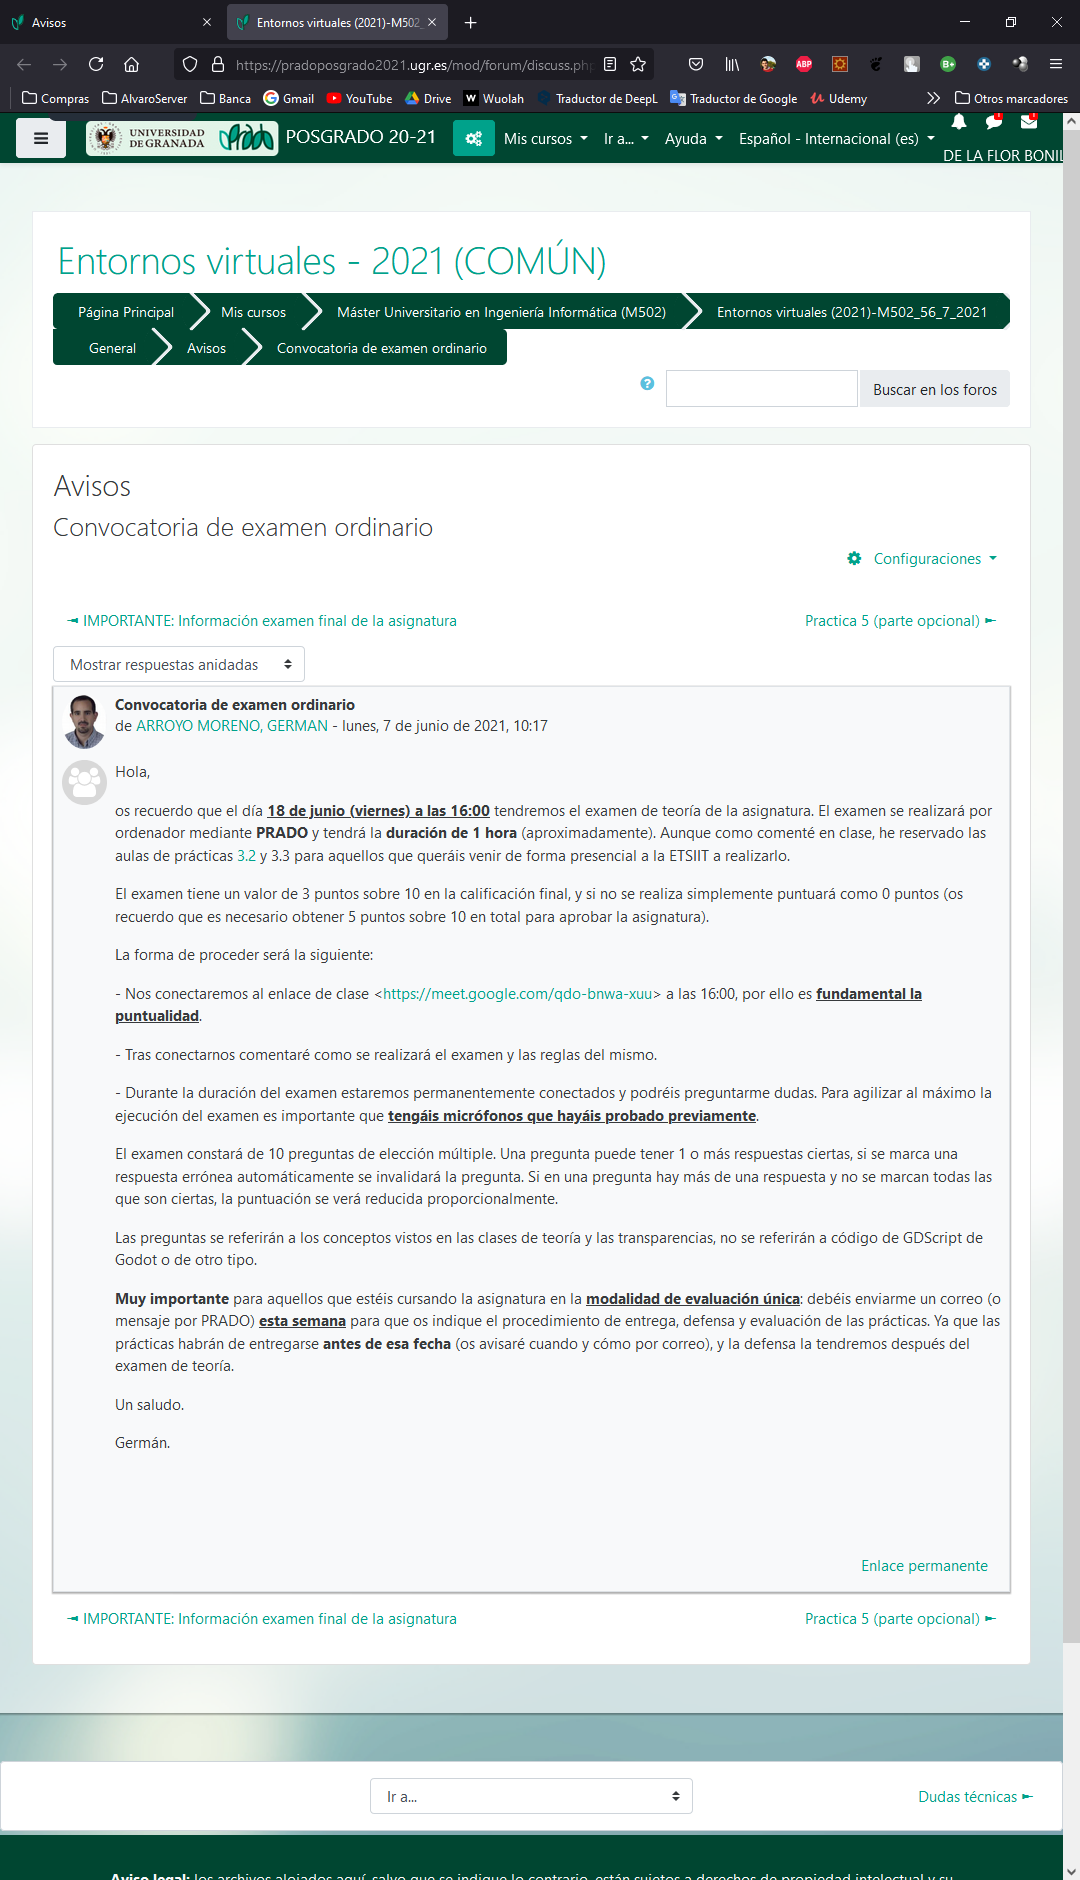 Avisos
Entornos virtuales (2021)-M502_
https://pradoposgrado2021.ugr.es/mod/forum/discuss.php
ABP
B+
Compras
AlvaroServer
Banca
Gmail
YouTube
Drive
Wuolah
Traductor de DeepL
Traductor de Google
Udemy
Otros marcadores
UNIVERSIDAD
DE GRANADA
POSGRADO 20-21
Mis cursos
Ir a...
Ayuda
Español - Internacional (es)
DE LA FLOR BONIL
Entornos virtuales - 2021 (COMÚN)
Página Principal
Mis cursos
Máster Universitario en Ingeniería Informática (M502)
Entornos virtuales (2021)-M502_56_7_2021
General
Avisos
Convocatoria de examen ordinario
Buscar en los foros
Avisos
Convocatoria de examen ordinario
Configuraciones
◄ IMPORTANTE: Información examen final de la asignatura
Practica 5 (parte opcional) ►
Mostrar respuestas anidadas
Convocatoria de examen ordinario
de ARROYO MORENO, GERMAN - lunes, 7 de junio de 2021, 10:17
Hola,
os recuerdo que el día 18 de junio (viernes) a las 16:00 tendremos el examen de teoría de la asignatura. El examen se realizará por
ordenador mediante PRADO y tendrá la duración de 1 hora (aproximadamente). Aunque como comenté en clase, he reservado las
aulas de prácticas 3.2 y 3.3 para aquellos que queráis venir de forma presencial a la ETSIIT a realizarlo.
El examen tiene un valor de 3 puntos sobre 10 en la calificación final, y si no se realiza simplemente puntuará como 0 puntos (os
recuerdo que es necesario obtener 5 puntos sobre 10 en total para aprobar la asignatura).
La forma de proceder será la siguiente:
- Nos conectaremos al enlace de clase <https://meet.google.com/qdo-bnwa-xuu> a las 16:00, por ello es fundamental la
puntualidad.
- Tras conectarnos comentaré como se realizará el examen y las reglas del mismo.
- Durante la duración del examen estaremos permanentemente conectados y podréis preguntarme dudas. Para agilizar al máximo la
ejecución del examen es importante que tengáis micrófonos que hayáis probado previamente.
El examen constará de 10 preguntas de elección múltiple. Una pregunta puede tener 1 o más respuestas ciertas, si se marca una
respuesta errónea automáticamente se invalidará la pregunta. Si en una pregunta hay más de una respuesta y no se marcan todas las
que son ciertas, la puntuación se verá reducida proporcionalmente.
Las preguntas se referirán a los conceptos vistos en las clases de teoría y las transparencias, no se referirán a código de GDScript de
Godot o de otro tipo.
Muy importante para aquellos que estéis cursando la asignatura en la modalidad de evaluación única: debéis enviarme un correo (o
mensaje por PRADO) esta semana para que os indique el procedimiento de entrega, defensa y evaluación de las prácticas. Ya que las
prácticas habrán de entregarse antes de esa fecha (os avisaré cuando y cómo por correo), y la defensa la tendremos después del
examen de teoría.
Un saludo.
Germán.
Enlace permanente
◄ IMPORTANTE: Información examen final de la asignatura
Practica 5 (parte opcional) ►
Ir a...
Dudas técnicas ►
Aviso legal: los archivos alojados aquí, salvo que se indique lo contrario, están sujetos a derechos de propiedad intelectual y su